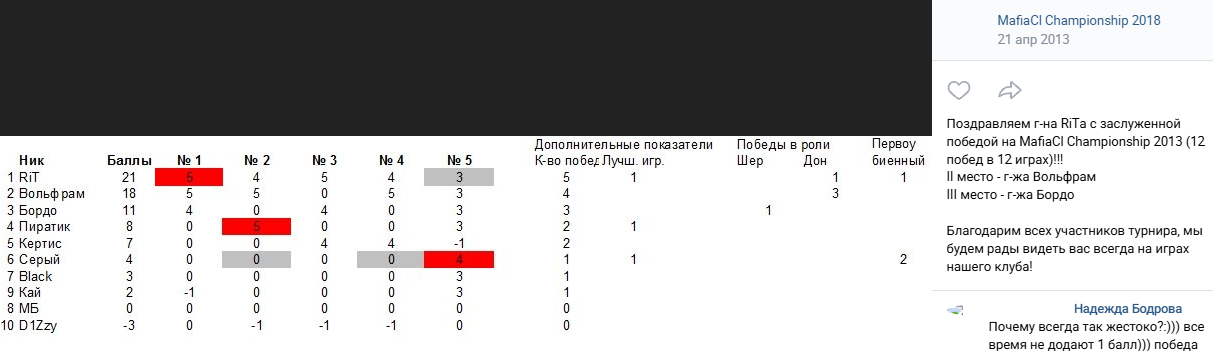 Дополнительные показатели Победы в роли Первоу
Ник Баллы № 1 № 2 № 3 № 4 № 5 К-во побед Лучш. игр. Шер Дон биенный
1 RiT 21 5 4 5 4 3 5 1 1 1
2 Вольфрам 18 5 5 0 5 3 4 3
3 Бордо 11 4 0 4 0 3 3 1
4 Пиратик 8 0 5 0 0 3 2 1
5 Кертис 7 0 0 4 4 -1 2
6 Серый 4 0 0 0 0 4 1 1 2
7 Black 3 0 0 0 0 3 1
9 Кай 2 -1 0 0 0 3 1
8 МБ 0 0 0 0 0 0 0
10 D1Zzy -3 0 -1 -1 -1 0 0
MafiaCl Championship 2018
21 апр 2013
Поздравляем г-на RiTa с заслуженной
победой на MafiaCl Championship 2013 (12
побед в 12 играх)!!!
II место - г-жа Вольфрам
III место - г-жа Бордо
Благодарим всех участников турнира, мы
будем рады видеть вас всегда на играх
нашего клуба!
Надежда Бодрова
Почему всегда так жестоко?:))) все
время не додают 1 балл))) победа